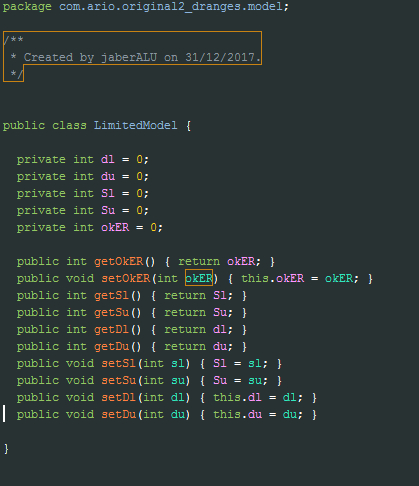 package com.ario.original2_dranges.model;
/**
 * Created by jaberALU on 31/12/2017.
 */
public class LimitedModel {
private int dl = 0;
private int du = 0;
private int Sl = 0;
private int Su = 0;
private int okER = 0;
public int getOkER() { return okER; }
public void setOkER(int okER) { this.okER = okER; }
public int getSl() { return Sl; }
public int getSu() { return Su; }
public int getDl() { return dl; }
public int getDu() { return du; }
public void setSl(int sl) { Sl = sl; }
public void setSu(int su) { Su = su; }
public void setDl(int dl) { this.dl = dl; }
public void setDu(int du) { this.du = du; }
}